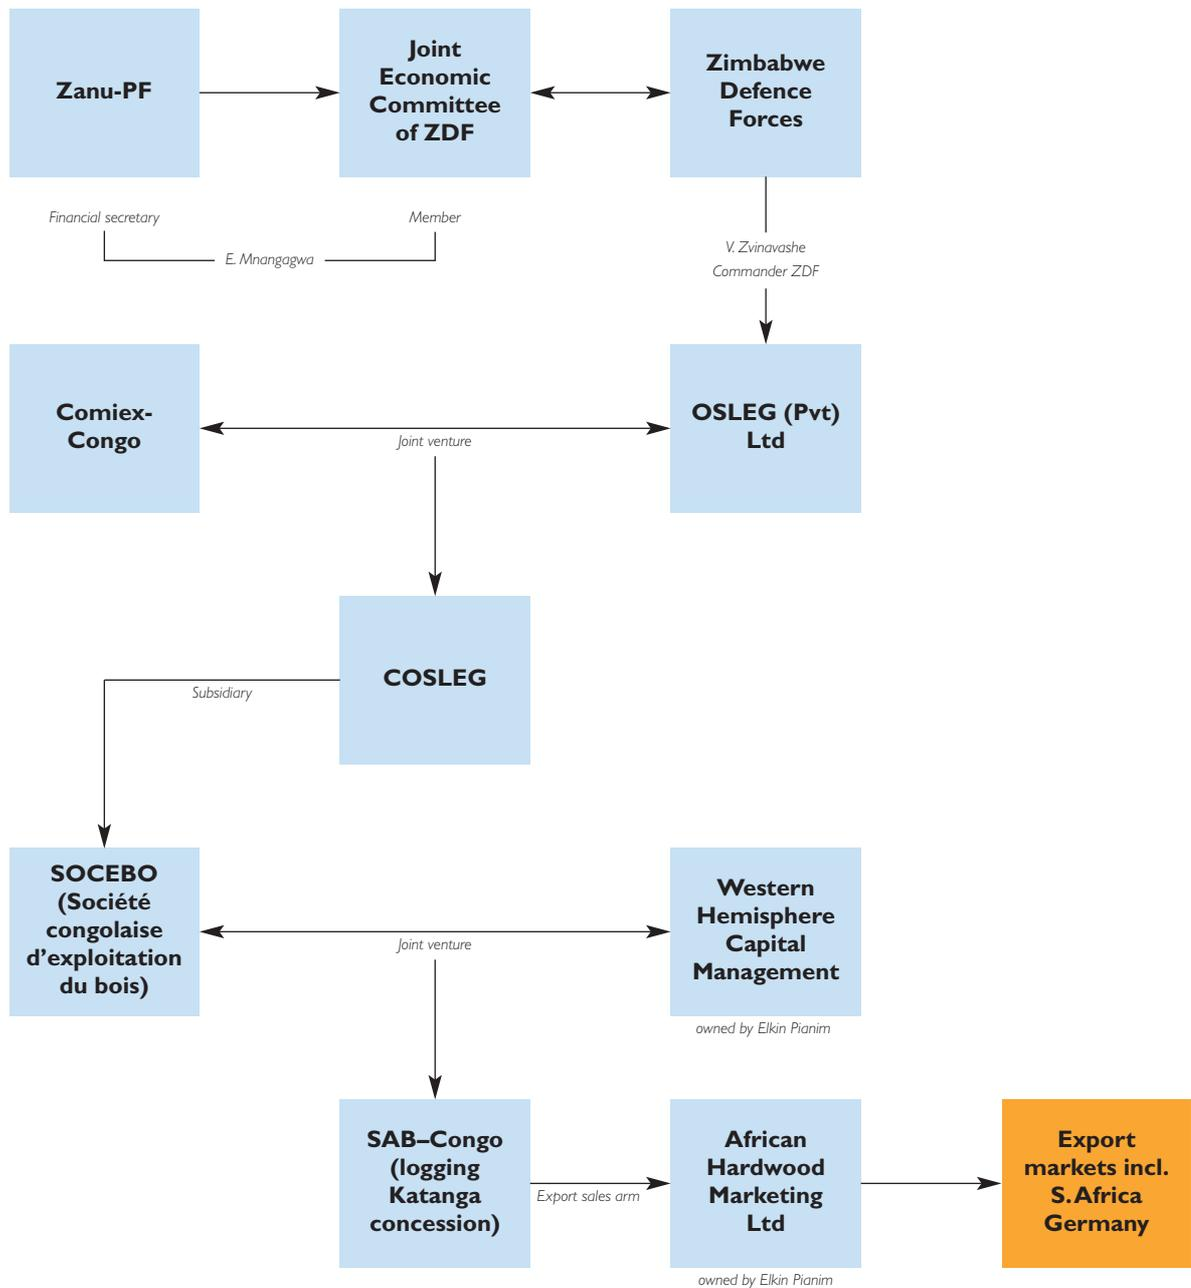 Zanu-PF
Joint
Economic
Committee
of ZDF
Zimbabwe
Defence
Forces
Financial secretary
Member
E. Mnangagwa
V. Zvinavashe
Commander ZDF
Comiex-
Congo
OSLEG (Pvt)
Ltd
Joint venture
COSLEG
Subsidiary
SOCEBO
(Société
congolaise
d’exploitation
du bois)
Western
Hemisphere
Capital
Management
Joint venture
owned by Elkin Pianim
SAB–Congo
(logging
Katanga
concession)
Export sales arm
African
Hardwood
Marketing
Ltd
Export
markets incl.
S. Africa
Germany
owned by Elkin Pianim